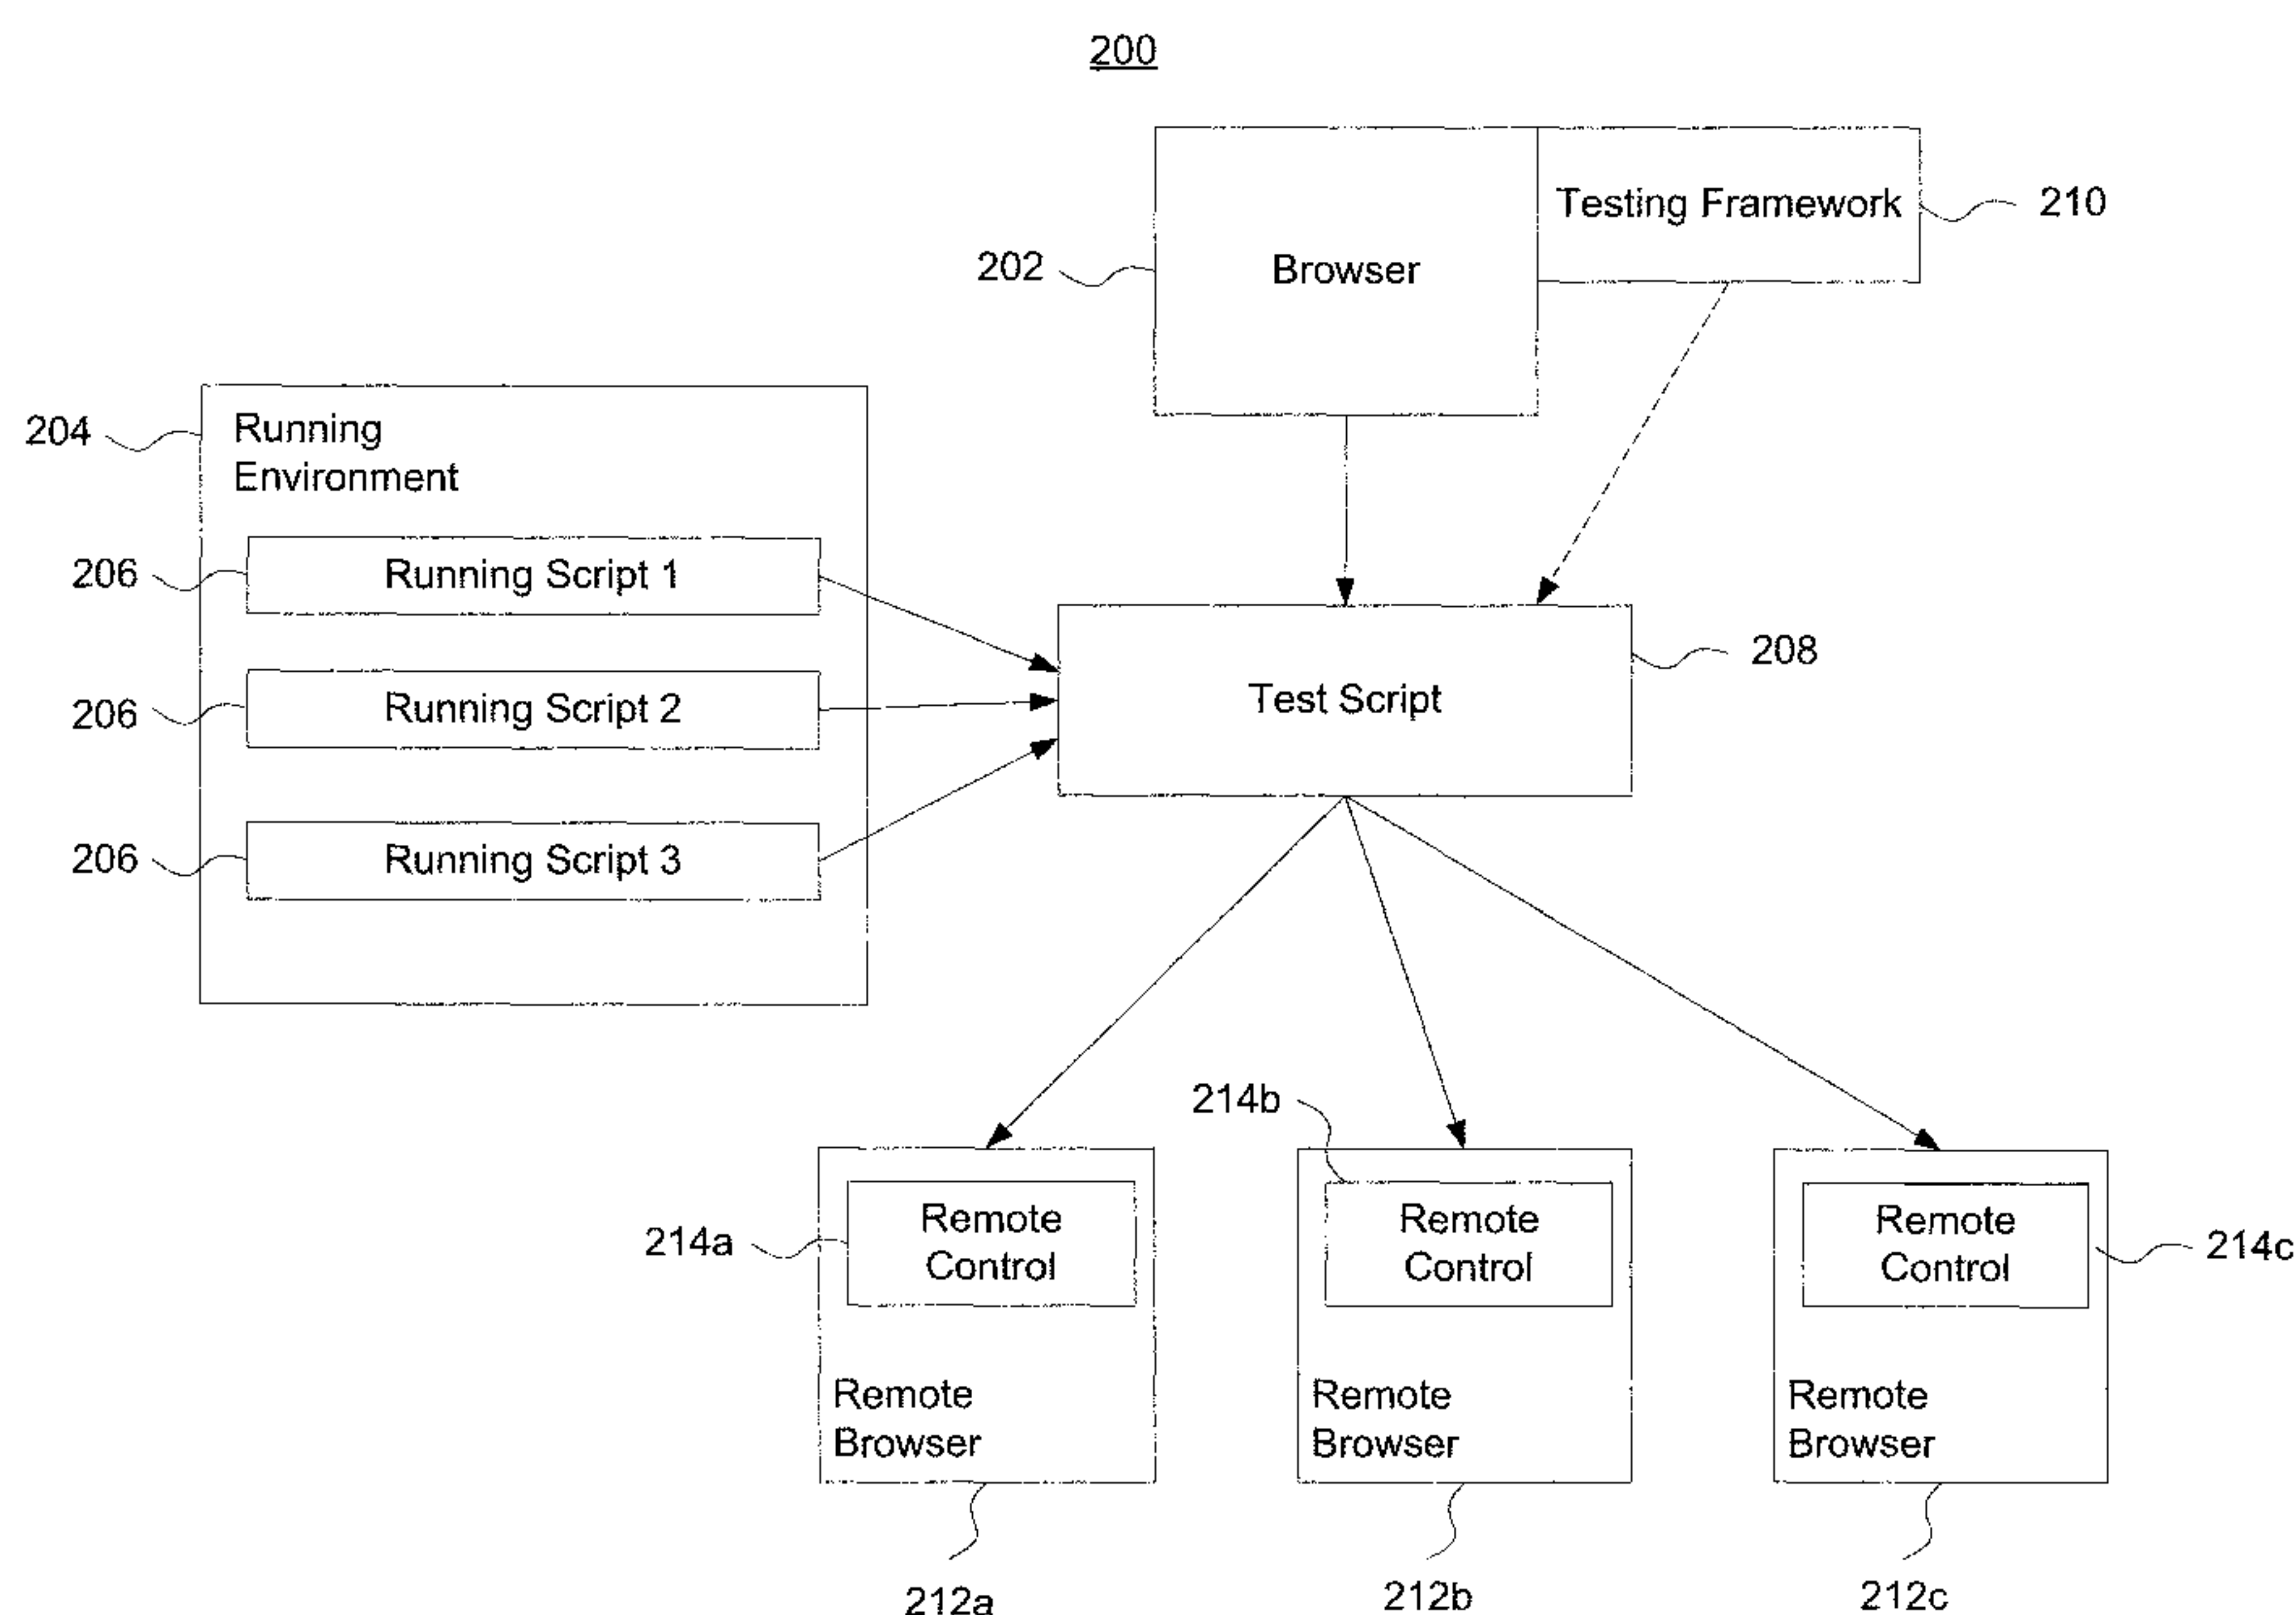 200
Testing Framework
210
202
Browser
204
Running
Environment
206
Running Script 1
208
206
Running Script 2
Test Script
206
Running Script 3
214b
214a
Remote
Control
Remote
Control
Remote
Control
214c
Remote
Browser
Remote
Browser
Remote
Browser
212a
212b
212c